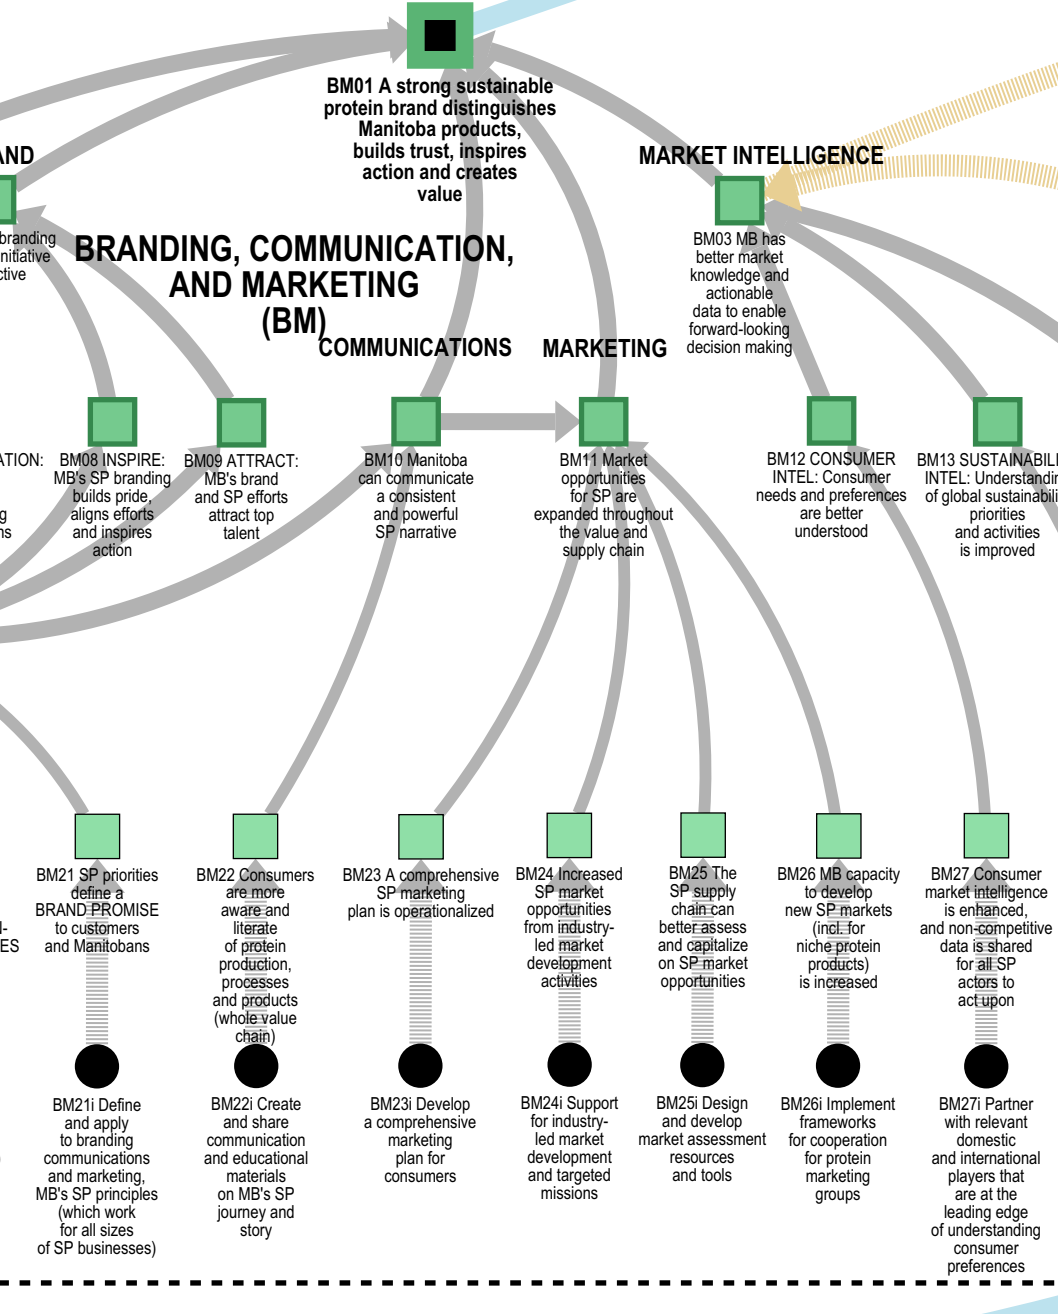 BM01 A strong sustainable
protein brand distinguishes
Manitoba products,
builds trust, inspires
action and creates
value
AND
MARKET INTELLIGENCE
branding
nitiative
ctive
BRANDING, COMMUNICATION,
AND MARKETING
(BM)
BM03 MB has
better market
knowledge and
actionable
data to enable
forward-looking
decision making
COMMUNICATIONS
MARKETING
ATION:
g
ns
BM08 INSPIRE:
MB's SP branding
builds pride,
aligns efforts
and inspires
action
BM09 ATTRACT:
MB's brand
and SP efforts
attract top
talent
BM10 Manitoba
can communicate
a consistent
and powerful
SP narrative
BM11 Market
opportunities
for SP are
expanded throughout
the value and
supply chain
BM12 CONSUMER
INTEL: Consumer
needs and preferences
are better
understood
BM13 SUSTAINABILI
INTEL: Understandin
of global sustainabili
priorities
and activities
is improved
N-
ES
BM21 SP priorities
define a
BRAND PROMISE
to customers
and Manitobans
BM22 Consumers
are more
aware and
literate
of protein
production,
processes
and products
(whole value
chain)
BM23 A comprehensive
SP marketing
plan is operationalized
BM24 Increased
SP market
opportunities
from industry-
led market
development
activities
BM25 The
SP supply
chain can
better assess
and capitalize
on SP market
opportunities
BM26 MB capacity
to develop
new SP markets
(incl. for
niche protein
products)
is increased
BM27 Consumer
market intelligence
is enhanced,
and non-competitive
data is shared
for all SP
actors to
act upon
)
BM21i Define
and apply
to branding
communications
and marketing,
MB's SP principles
(which work
for all sizes
of SP businesses)
BM22i Create
and share
communication
and educational
materials
on MB's SP
journey and
story
BM23i Develop
a comprehensive
marketing
plan for
consumers
BM24i Support
for industry-
led market
development
and targeted
missions
BM25i Design
and develop
market assessment
resources
and tools
BM26i Implement
frameworks
for cooperation
for protein
marketing
groups
BM27i Partner
with relevant
domestic
and international
players that
are at the
leading edge
of understanding
consumer
preferences